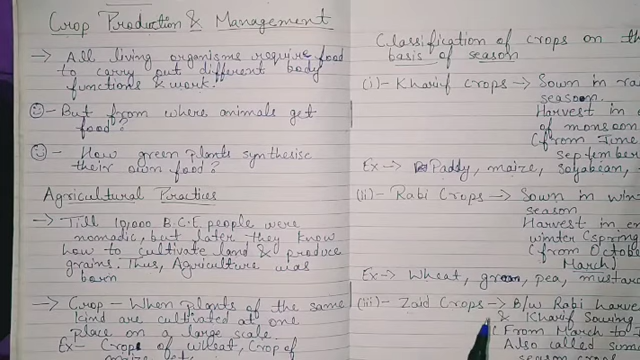 Crop Production & Management
→ All living organisms require food
to carry out different body
functions & work.
- But from where animals get
food?
- How green plants synthesise
their own food?
Agricultural Practices
→ Till 10,000 B.C.E people were
nomadic, but later they know
how to cultivate land & produce
grains. Thus, Agriculture was
born
→ Crop - When plants of the same
kind are cultivated at one
place on a large scale.
Ex - Crop of wheat, Crop of
Classification of crops on
basis of season
(i) - Kharif crops → Sown in
season.
Harvest in
of monsoon
(from June
september
Ex → Paddy, maize, soyabean,
(ii) - Rabi Crops → Sown in
season
Harvest in
winter (spring
(from October
March)
Ex → Wheat, gram, pea, mustard
(iii) - Zaid Crops → B/w Rabi
& Kharif Sowing
(From March to
Also called
season